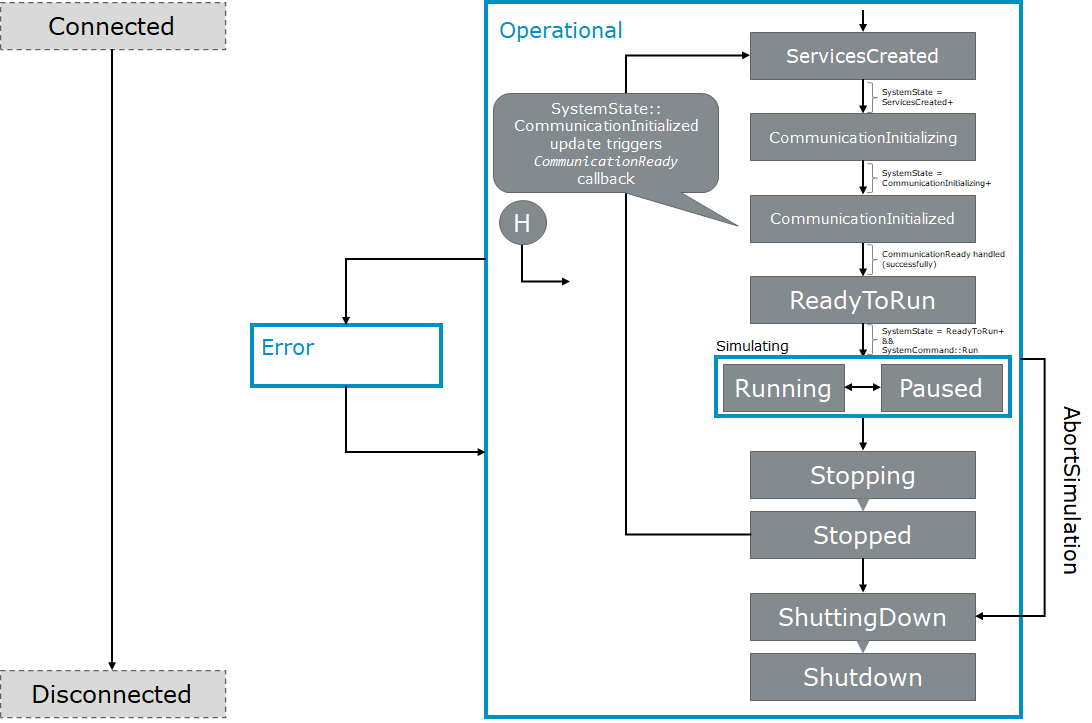 Connected
Operational
ServicesCreated
SystemState =
ServicesCreated+
SystemState::
CommunicationInitialized
update triggers
CommunicationReady
callback
CommunicationInitializing
SystemState =
CommunicationInitializing+
H
CommunicationInitialized
CommunicationReady handled
(successfully)
ReadyToRun
SystemState = ReadyToRun+
&&
SystemCommand::Run
Error
Simulating
Running
Paused
AbortSimulation
Stopping
Stopped
ShuttingDown
Shutdown
Disconnected